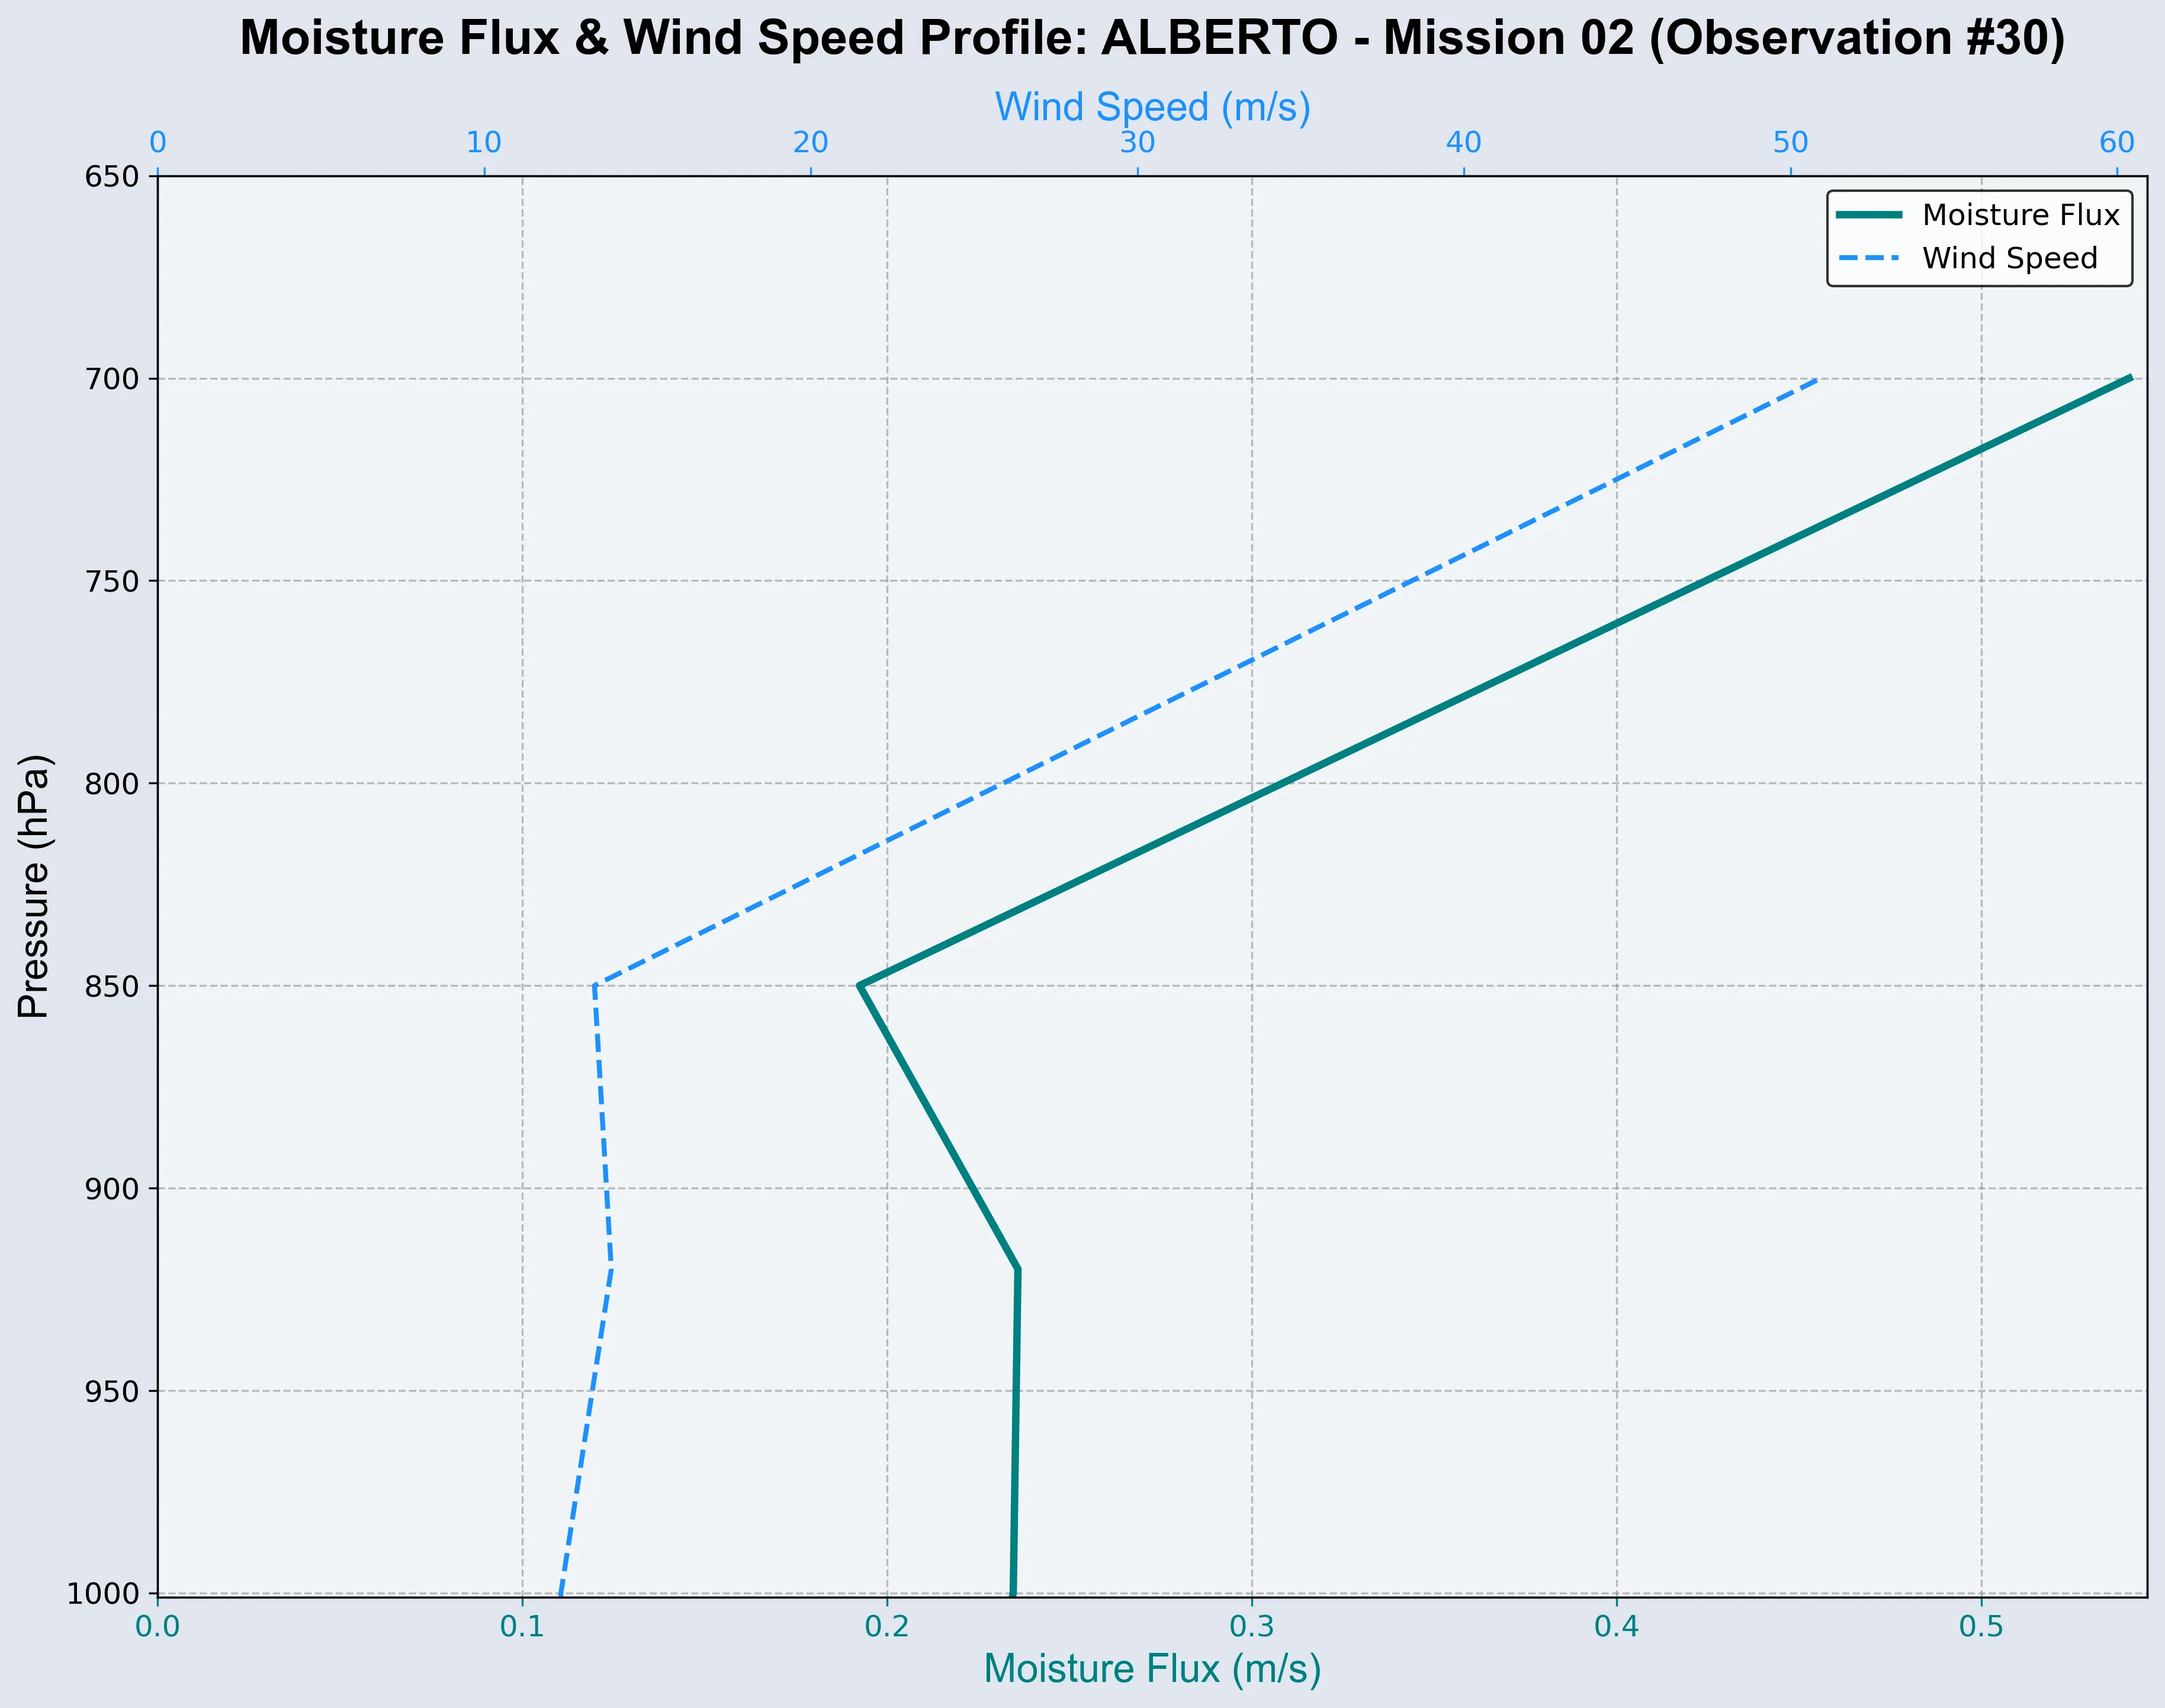 Moisture Flux & Wind Speed Profile: ALBERTO - Mission 02 (Observation #30)
Wind Speed (m/s)
0 10 20 30 40 50 60
Moisture Flux
Wind Speed
650
700
750
800
850
900
950
1000
Pressure (hPa)
0.0 0.1 0.2 0.3 0.4 0.5
Moisture Flux (m/s)